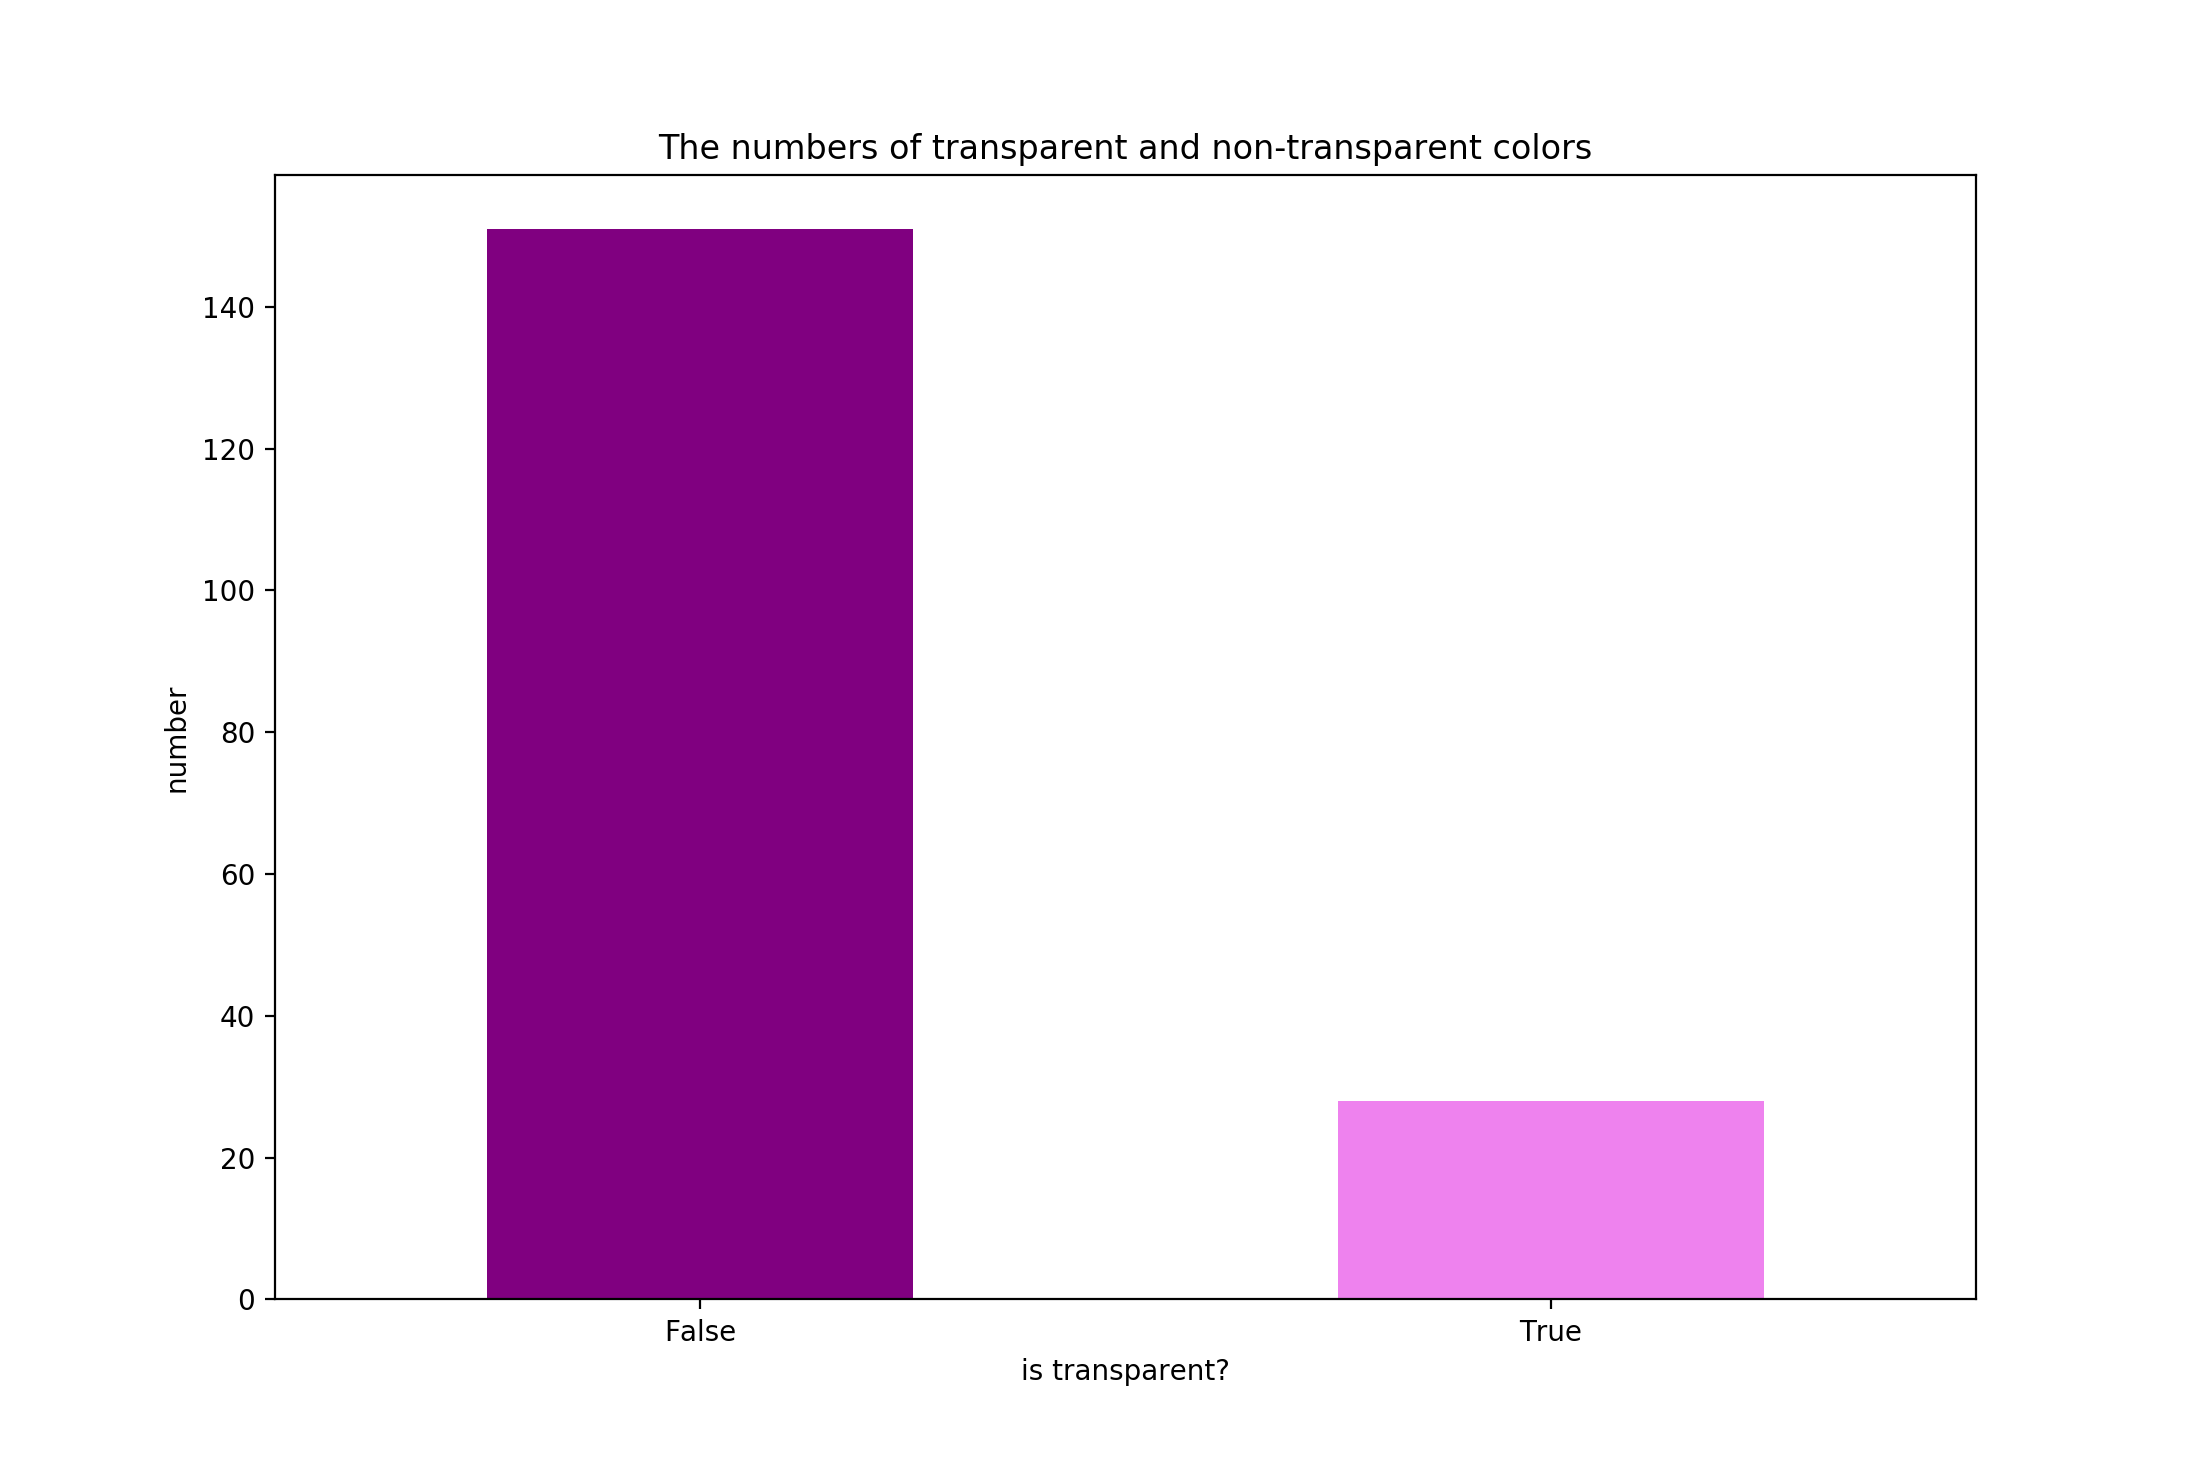 The numbers of transparent and non-transparent colors
140
120
100
80
60
40
20
0
number
False
True
is transparent?